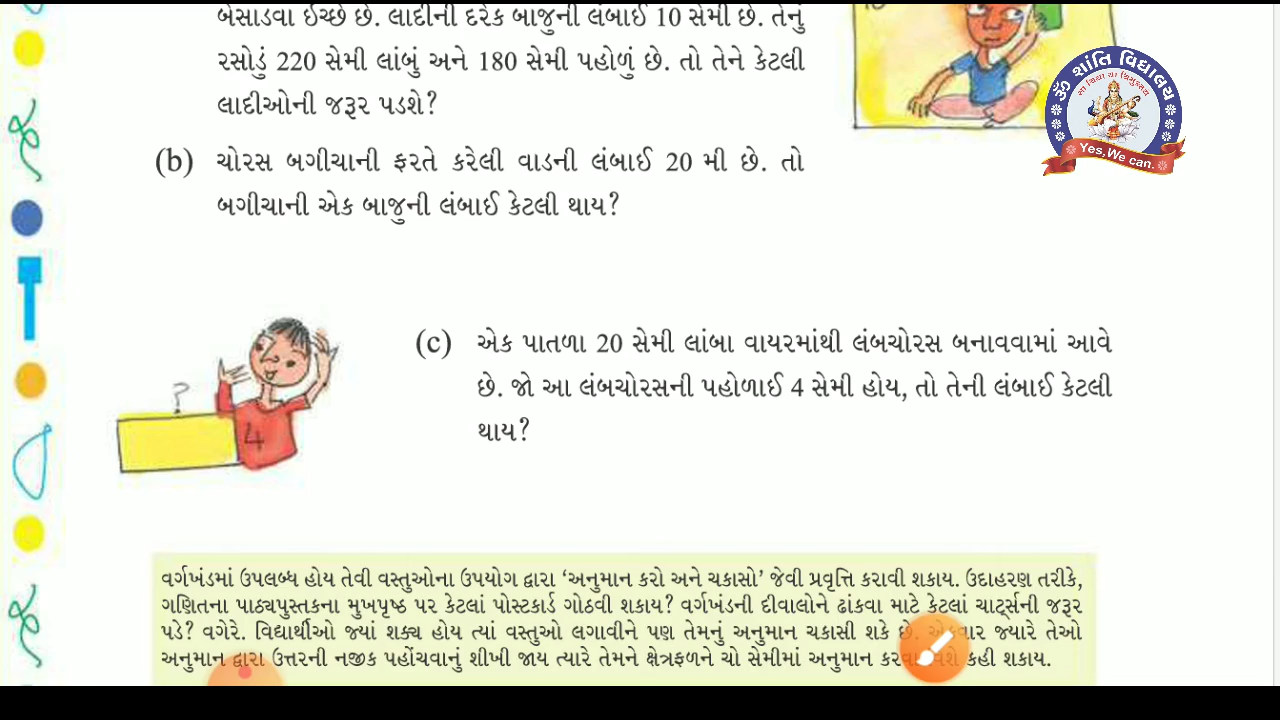 બેસાડવા ઈચ્છે છે. લાદીની દરેક બાજુની લંબાઈ 10 સેમી છે. તેનું
રસોડું 220 સેમી લાંબું અને 180 સેમી પહોળું છે. તો તેને કેટલી
લાદીઓની જરૂર પડશે?
(b) ચોરસ બગીચાની ફરતે કરેલી વાડની લંબાઈ 20 મી છે. તો
બગીચાની એક બાજુની લંબાઈ કેટલી થાય?
ૐ શાંતિ વિદ્યાલય
Yes, We can.
(c) એક પાતળા 20 સેમી લાંબા વાયરમાંથી લંબચોરસ બનાવવામાં આવે
છે. જો આ લંબચોરસની પહોળાઈ 4 સેમી હોય, તો તેની લંબાઈ કેટલી
થાય?
?
4
વર્ગખંડમાં ઉપલબ્ધ હોય તેવી વસ્તુઓના ઉપયોગ દ્વારા ‘અનુમાન કરો અને ચકાસો’ જેવી પ્રવૃત્તિ કરાવી શકાય. ઉદાહરણ તરીકે,
ગણિતના પાઠ્યપુસ્તકના મુખપૃષ્ઠ પર કેટલાં પોસ્ટકાર્ડ ગોઠવી શકાય? વર્ગખંડની દીવાલોને ઢાંકવા માટે કેટલાં ચાર્ટ્સની જરૂર
પડે? વગેરે. વિદ્યાર્થીઓ જ્યાં શક્ય હોય ત્યાં વસ્તુઓ લગાવીને પણ તેમનું અનુમાન ચકાસી શકે છે. એકવાર જ્યારે તેઓ
અનુમાન દ્વારા ઉત્તરની નજીક પહોંચવાનું શીખી જાય ત્યારે તેમને ક્ષેત્રફળને ચો સેમીમાં અનુમાન કહી શકાય.